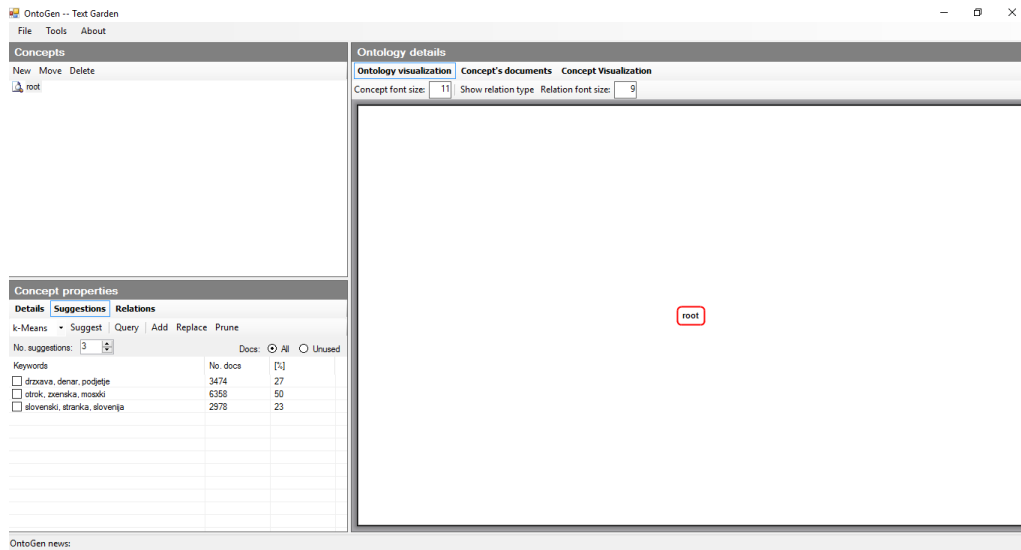 OntoGen -- Text Garden
File Tools About
Concepts
New Move Delete
root
Ontology details
Ontology visualization Concept's documents Concept Visualization
Concept font size: 11 Show relation type Relation font size: 9
root
Concept properties
Details Suggestions Relations
k-Means Suggest Query Add Replace Prune
No. suggestions: 3 Docs: All Unused
Keywords No. docs [%]
drzxava, denar, podjetje 3474 27
otrok, zxenska, mosxki 6358 50
slovenski, stranka, slovenija 2978 23
OntoGen news: